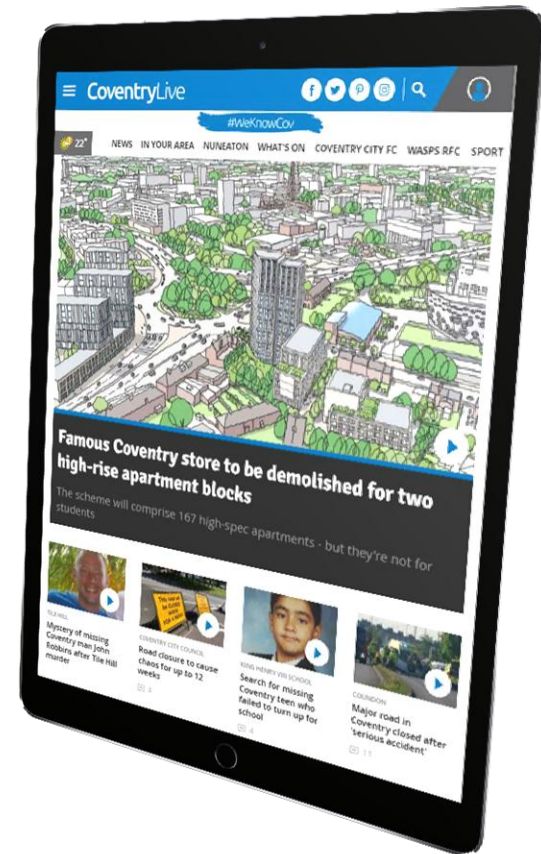 CoventryLive
#WeKnowCov
22°
NEWS IN YOUR AREA NUNEATON WHAT'S ON COVENTRY CITY FC WASPS RFC SPORT
Famous Coventry store to be demolished for two
high-rise apartment blocks
The scheme will comprise 167 high-spec apartments - but they're not for
students
TILE HILL
Mystery of missing
Coventry man John
Robbins after Tile Hill
murder
COVENTRY CITY COUNCIL
Road closure to cause
chaos for up to 12
weeks
4
KING HENRY VIII SCHOOL
Search for missing
Coventry teen who
failed to turn up for
school
4
COUNDON
Major road in
Coventry closed after
'serious accident'
11